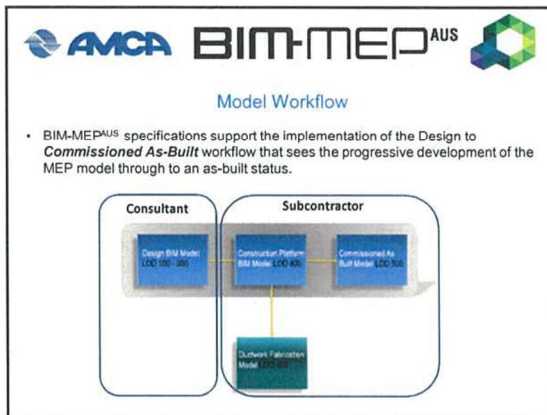 AMCA BIM-MEPAUS
Model Workflow
• BIM-MEPAUS specifications support the implementation of the Design to
Commissioned As-Built workflow that sees the progressive development of the
MEP model through to an as-built status.
Consultant
Subcontractor
Design BIM Model
LOD
Construction Platform
BIM Model LOD 400
Commissioned As
Built Model LOD 500
Ductwork Fabrication
Model